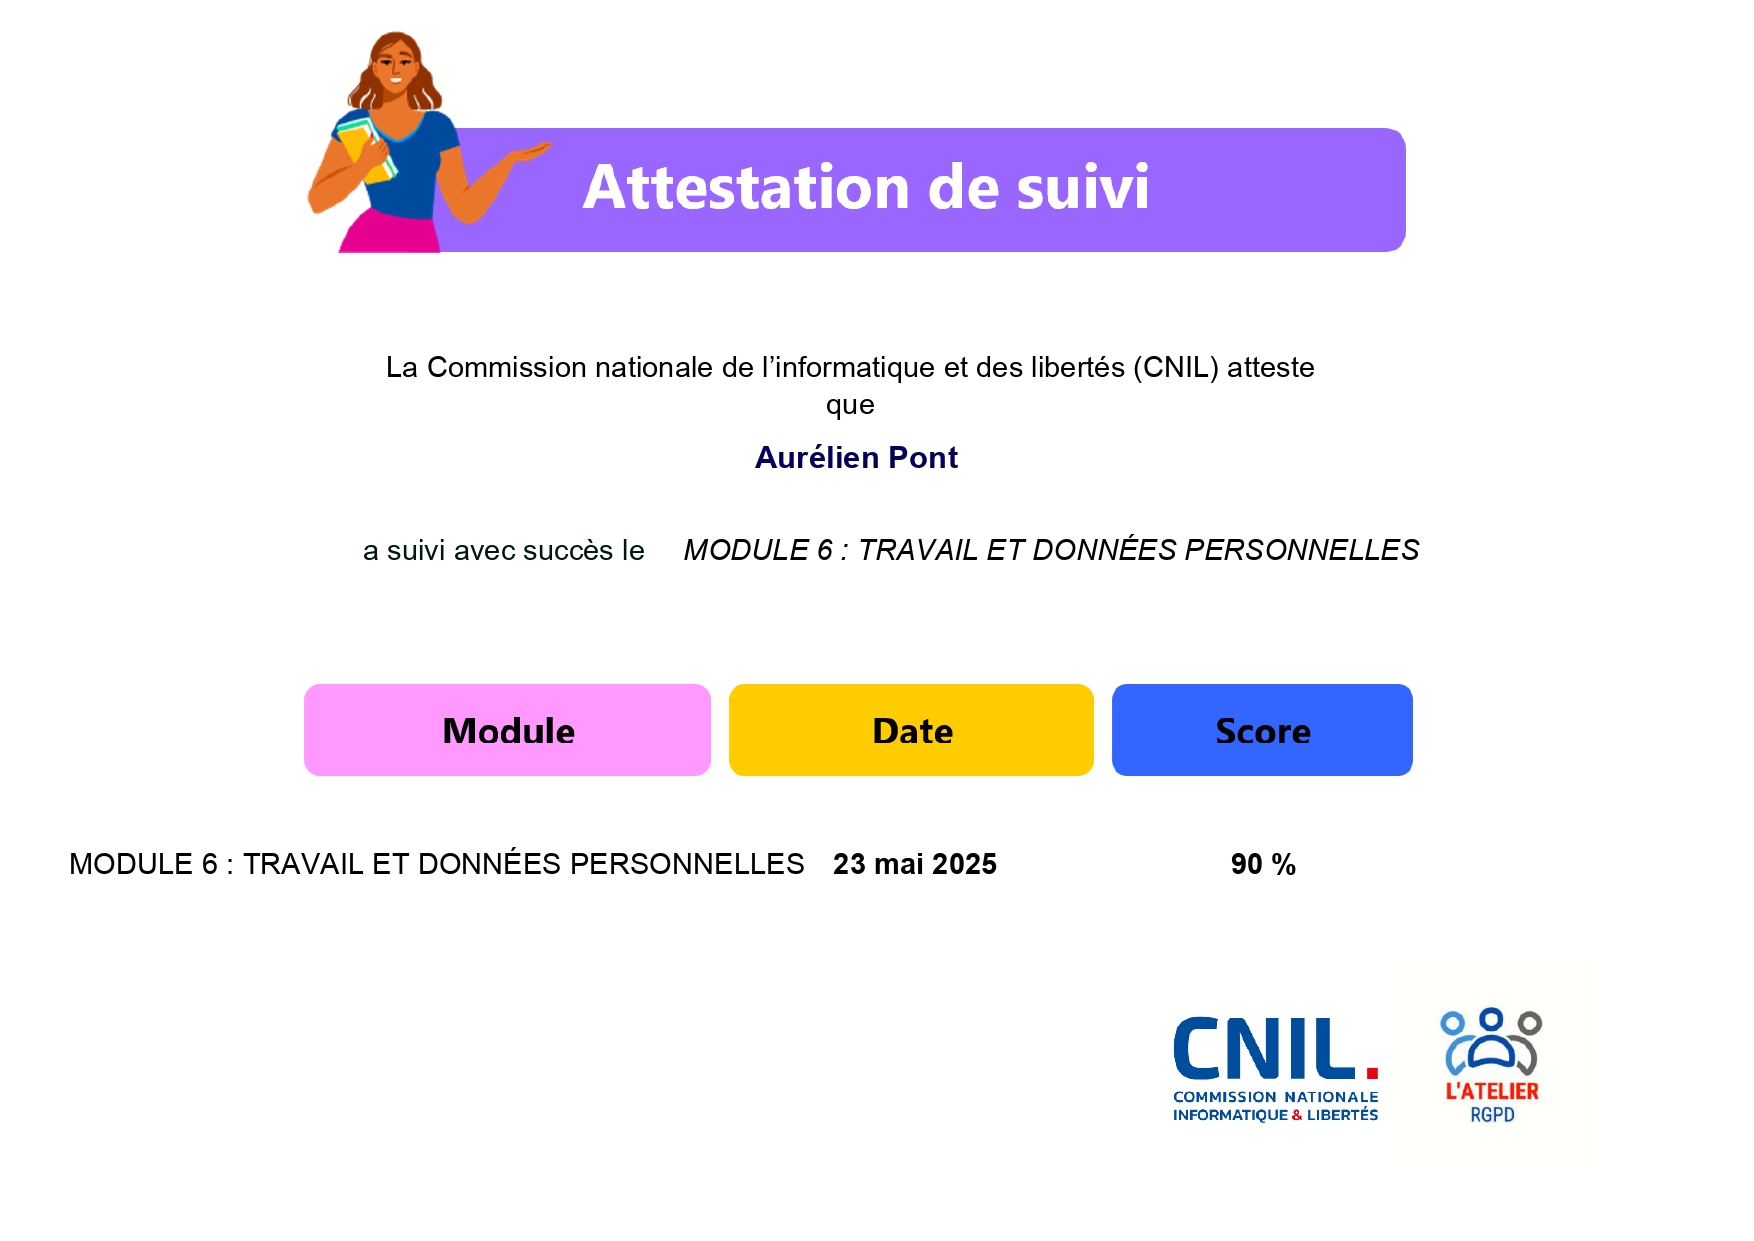 Attestation de suivi
La Commission nationale de l’informatique et des libertés (CNIL) atteste
que
Aurélien Pont
a suivi avec succès le MODULE 6 : TRAVAIL ET DONNÉES PERSONNELLES
Module Date Score
MODULE 6 : TRAVAIL ET DONNÉES PERSONNELLES 23 mai 2025 90 %
CNIL.
COMMISSION NATIONALE
INFORMATIQUE & LIBERTÉS
L'ATELIER
RGPD